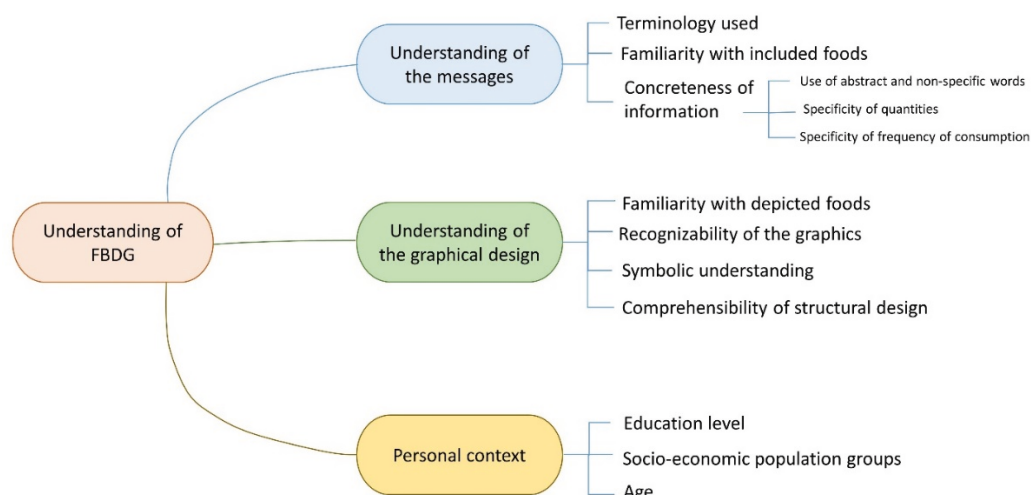 Understanding of
FBDG
Understanding of
the messages
Terminology used
Familiarity with included foods
Concreteness of
information
Use of abstract and non-specific words
Specificity of quantities
Specificity of frequency of consumption
Understanding of
the graphical design
Familiarity with depicted foods
Recognizability of the graphics
Symbolic understanding
Comprehensibility of structural design
Personal context
Education level
Socio-economic population groups
Age